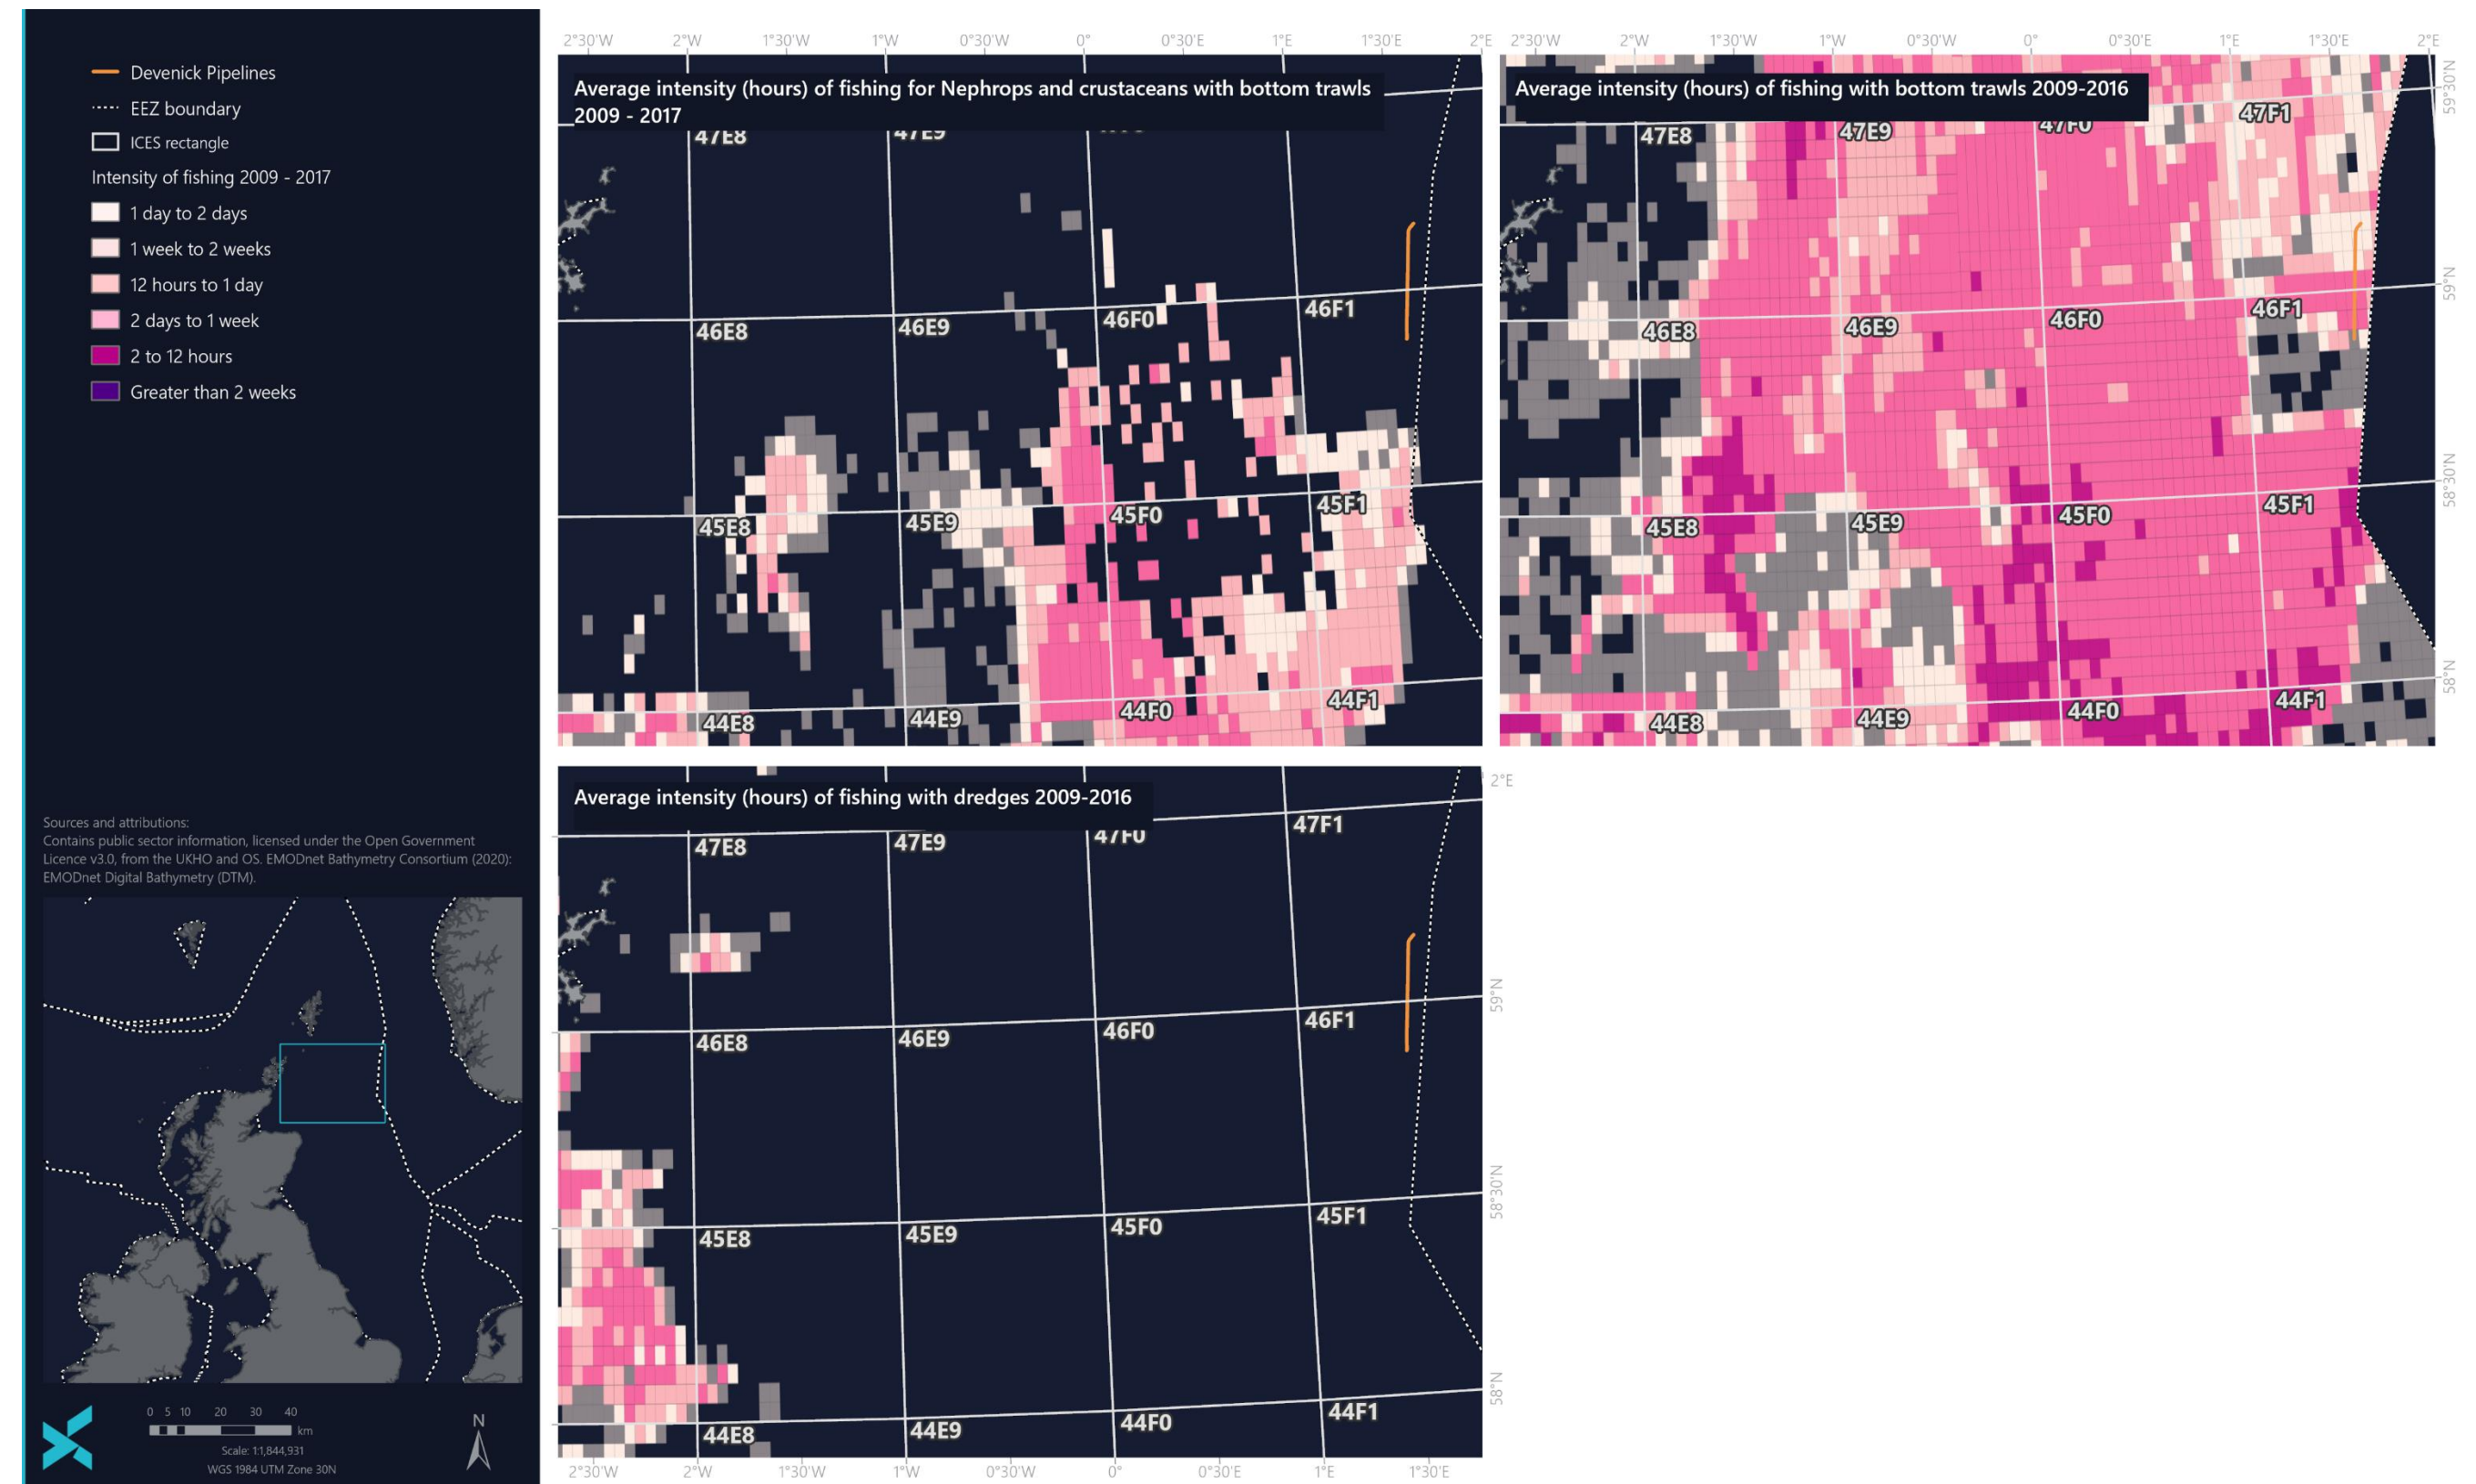 Devenick Pipelines
EEZ boundary
ICES rectangle
Intensity of fishing 2009 - 2017
1 day to 2 days
1 week to 2 weeks
12 hours to 1 day
2 days to 1 week
2 to 12 hours
Greater than 2 weeks
Sources and attributions:
Contains public sector information, licensed under the Open Government
Licence v3.0, from the UKHO and OS. EMODnet Bathymetry Consortium (2020):
EMODnet Digital Bathymetry (DTM).
0 5 10 20 30 40
km
Scale: 1:1,844,931
WGS 1984 UTM Zone 30N
N
2°30'W 2°W 1°30'W 1°W 0°30'W 0° 0°30'E 1°E 1°30'E 2°E
Average intensity (hours) of fishing for Nephrops and crustaceans with bottom trawls
2009 - 2017
47E8 47E9
46E8 46E9 46F0 46F1
45E8 45E9 45F0 45F1
44E8 44E9 44F0 44F1
2°30'W 2°W 1°30'W 1°W 0°30'W 0° 0°30'E 1°E 1°30'E 2°E
Average intensity (hours) of fishing with bottom trawls 2009-2016
47E8 47E9 47F0 47F1
46E8 46E9 46F0 46F1
45E8 45E9 45F0 45F1
44E8 44E9 44F0 44F1
59°30'N
59°N
58°30'N
58°N
2°E
Average intensity (hours) of fishing with dredges 2009-2016
47E8 47E9 47F0 47F1
46E8 46E9 46F0 46F1
45E8 45E9 45F0 45F1
44E8 44E9 44F0 44F1
59°N
58°30'N
58°N
2°30'W 2°W 1°30'W 1°W 0°30'W 0° 0°30'E 1°E 1°30'E